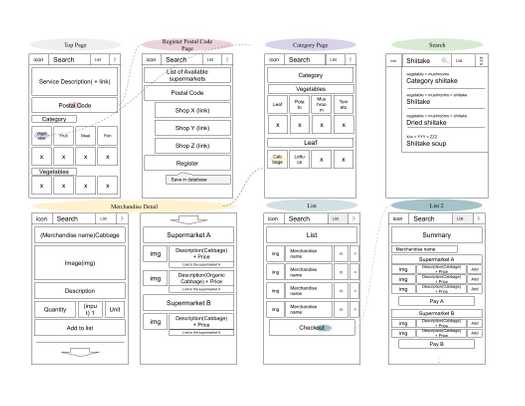 Top Page
icon Search List
Service Description( + link)
Postal Code
Category
Fruit Meat Fish
X X X X
Vegetables
X X X X
Register Postal Code
Page
icon Search List
List of Available
supermarkets
Postal Code
Shop X (link)
Shop Y (link)
Shop Z (link)
Register
Save in database
Category Page
icon Search List ?
Category
Vegetables
Leaf Pota to Mus hroo m Tom ato
Leaf
Cab bage Lettu ce X X
X X X X
Search
Shiitake List
vegetable > mushrooms
Category shiitake
vegetable > mushrooms > shiitake
Shiitake
vegetable > mushrooms > shiitake
Dried shiitake
Shiitake soup
Merchandise Detail
icon Search List ?
(Merchandise name)Cabbage
Image(img)
Description
Quantity (inpu t) 1 Unit
Add to list
Supermarket A
img Description(Cabbage)
+ Price
Link to the supermarket A
img Description(Organic
Cabbage) + Price
Link to the supermarket A
Supermarket B
img Description(Cabbage)
+ Price
Link to the supermarket B
List
icon Search List ?
List
img Merchandise name
img Merchandise name
img Merchandise name
img Merchandise name
Checkout
List 2
icon Search List ?
Summary
Merchandise name
Supermarket A
img Description(Cabbage)
+ Price Add
img Description(Cabbage)
+ Price Add
img Description(Cabbage)
+ Price Add
Pay A
Supermarket B
img Description(Cabbage)
+ Price Add
img Description(Cabbage)
+ Price Add
Pay B